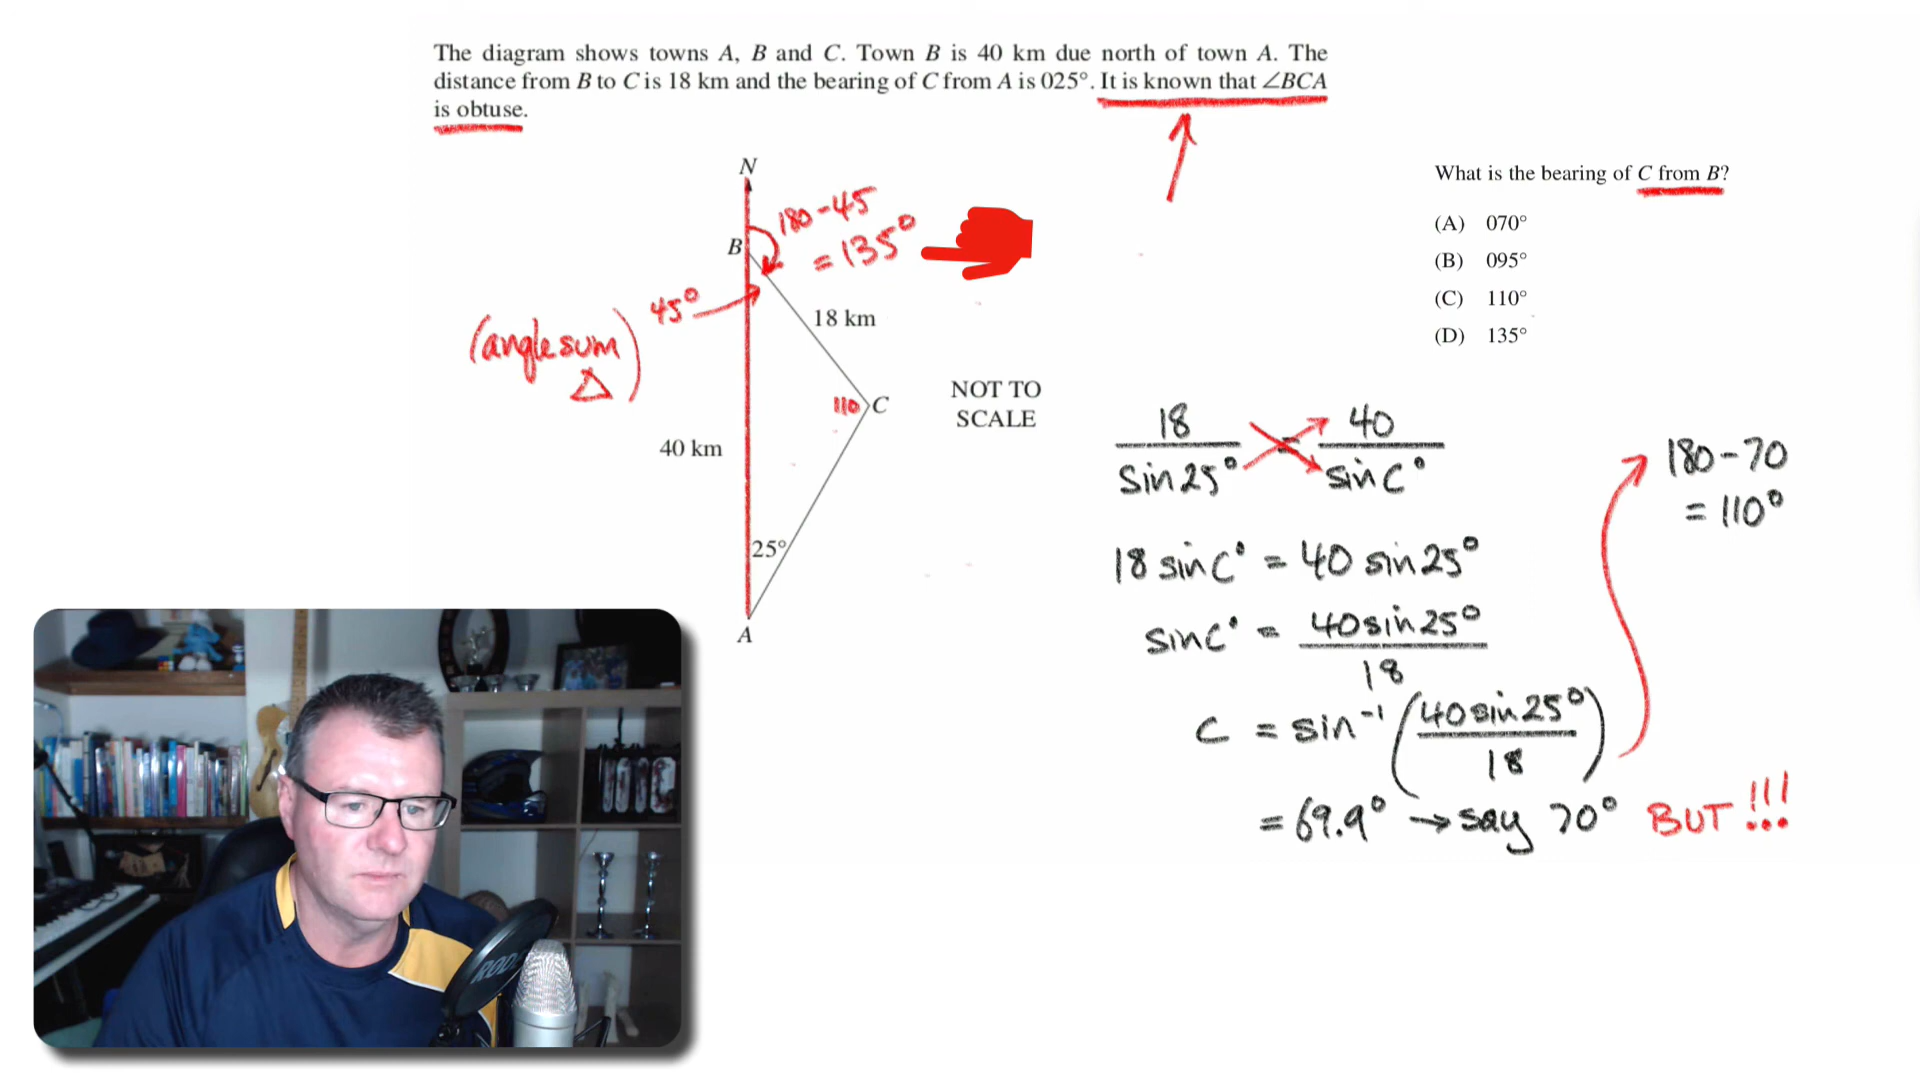 The diagram shows towns A, B and C. Town B is 40 km due north of town A. The
distance from B to C is 18 km and the bearing of C from A is 025°. It is known that ∠BCA
is obtuse.
What is the bearing of C from B?
(A) 070°
(B) 095°
(C) 110°
(D) 135°
N
B
180-45
= 135°
45°
(angle sum
△)
18 km
110
C
NOT TO
SCALE
40 km
25°
A
18
sin25°
=
40
sinC°
18 sinC° = 40 sin25°
sinC° = 40sin25°
18
C = sin⁻¹ (40sin25°
18)
= 69.9° → say 70° BUT !!!
180-70
= 110°
RODE